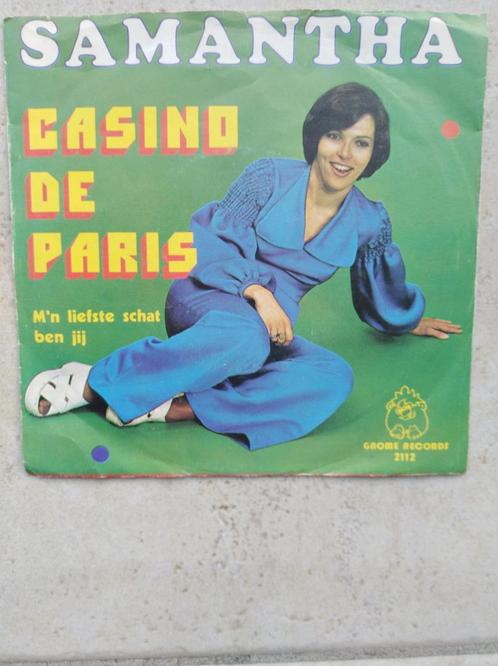 SAMANTHA
CASINO
DE
PARIS
M'n liefste schat
ben jij
GNOME RECORDS
2112